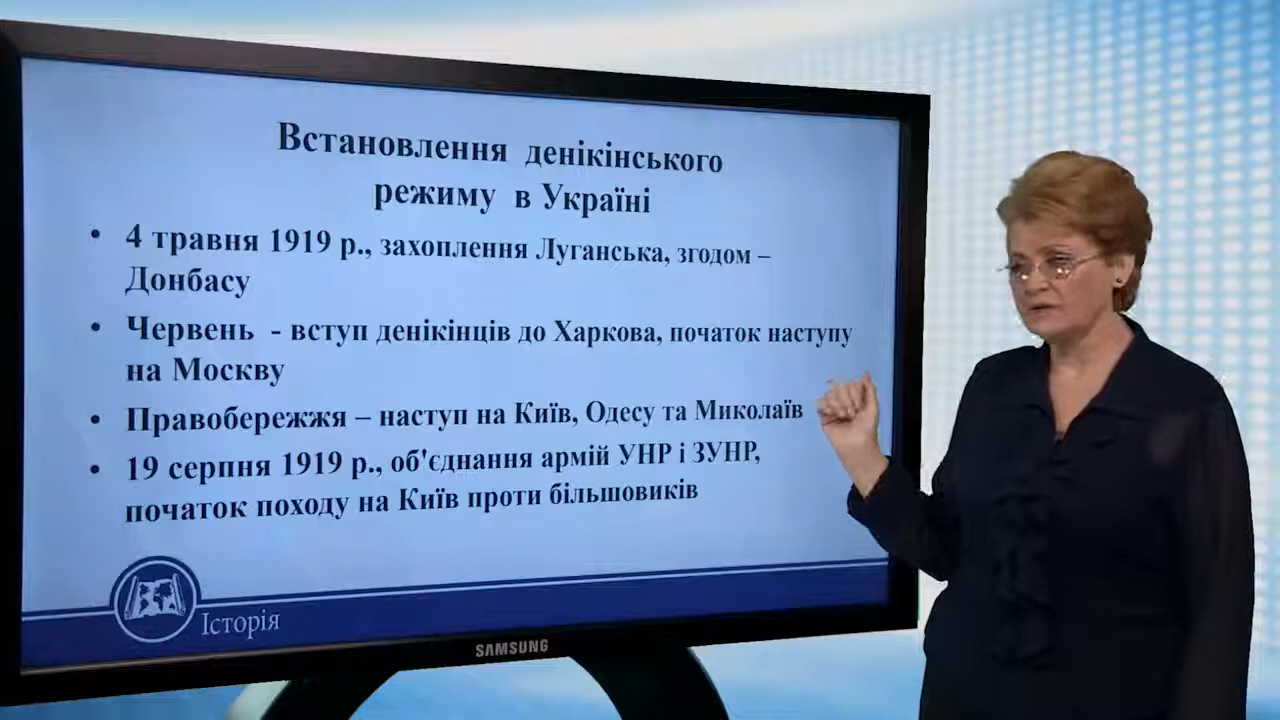 Встановлення денікінського
режиму в Україні
• 4 травня 1919 р., захоплення Луганська, згодом –
Донбасу
• Червень - вступ денікінців до Харкова, початок наступу
на Москву
• Правобережжя – наступ на Київ, Одесу та Миколаїв
• 19 серпня 1919 р., об'єднання армій УНР і ЗУНР,
початок походу на Київ проти більшовиків
Історія
SAMSUNG